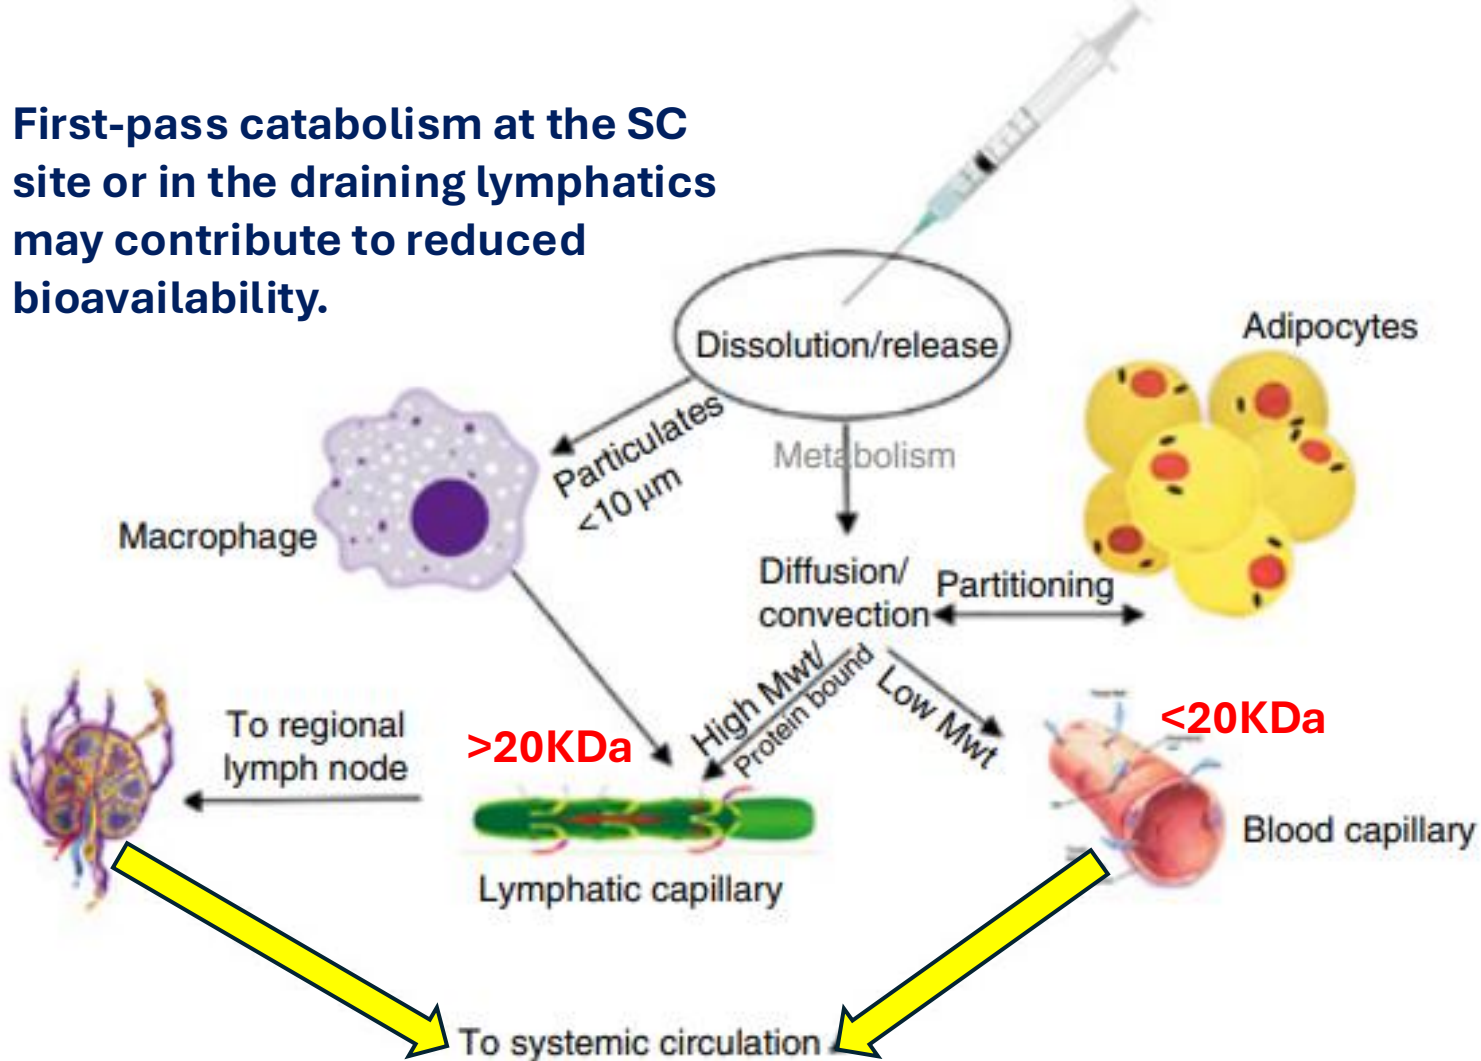 First-pass catabolism at the SC
site or in the draining lymphatics
may contribute to reduced
bioavailability.
Dissolution/release
Adipocytes
Particulates
<10 μm
Metabolism
Macrophage
Diffusion/
convection
Partitioning
High Mwt/
Protein bound
Low Mwt
<20KDa
>20KDa
To regional
lymph node
Blood capillary
Lymphatic capillary
To systemic circulation